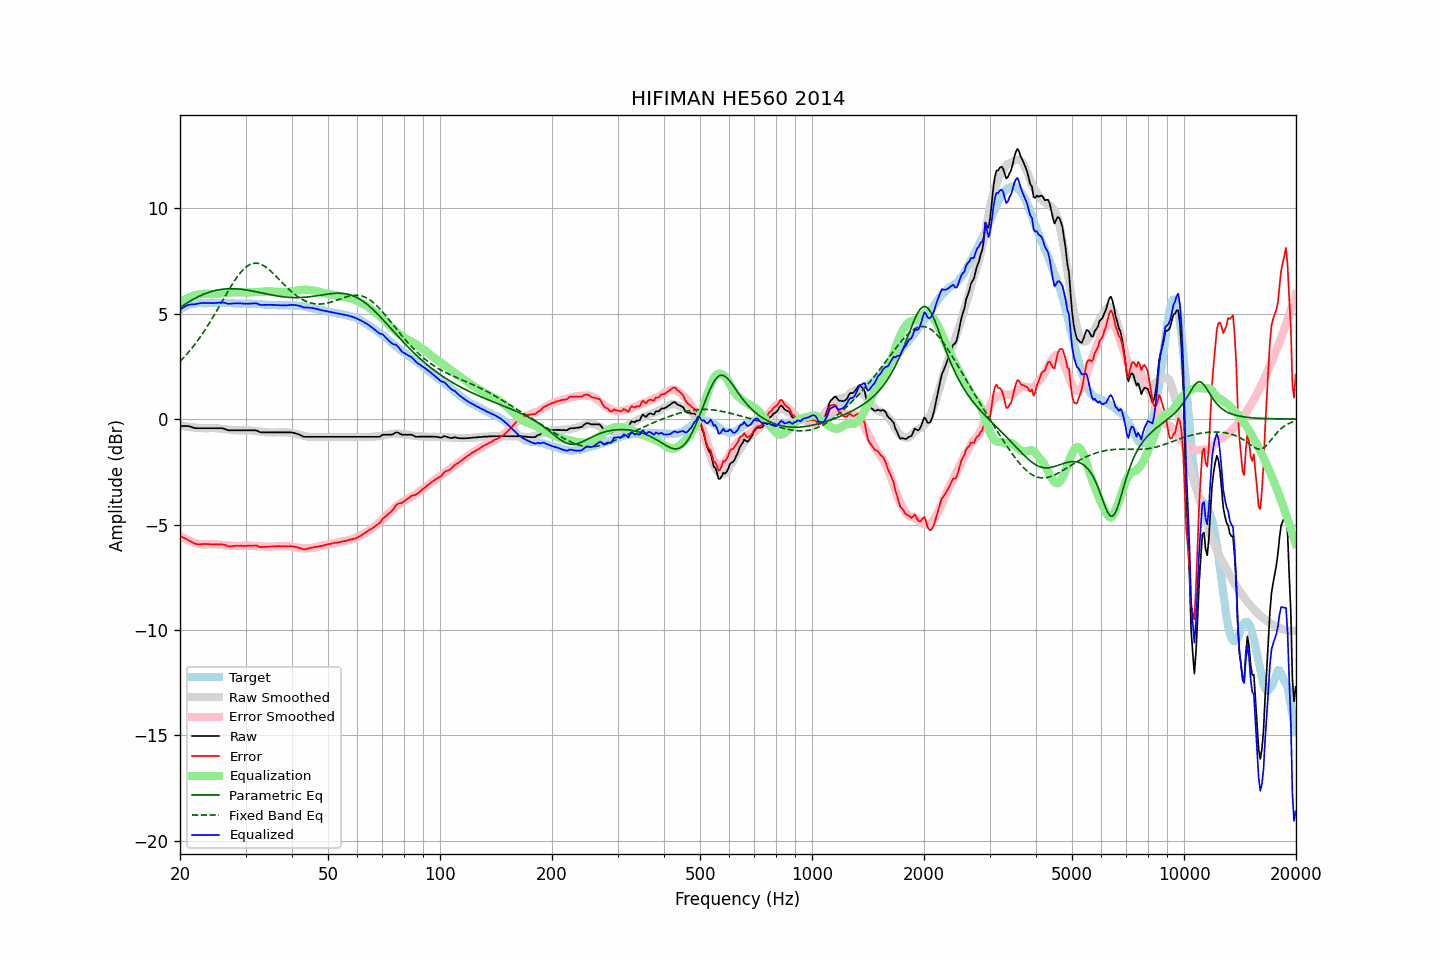 HIFIMAN HE560 2014
Amplitude (dBr)
10
5
0
−5
−10
−15
−20
Target
Raw Smoothed
Error Smoothed
Raw
Error
Equalization
Parametric Eq
Fixed Band Eq
Equalized
20 50 100 200 500 1000 2000 5000 10000 20000
Frequency (Hz)